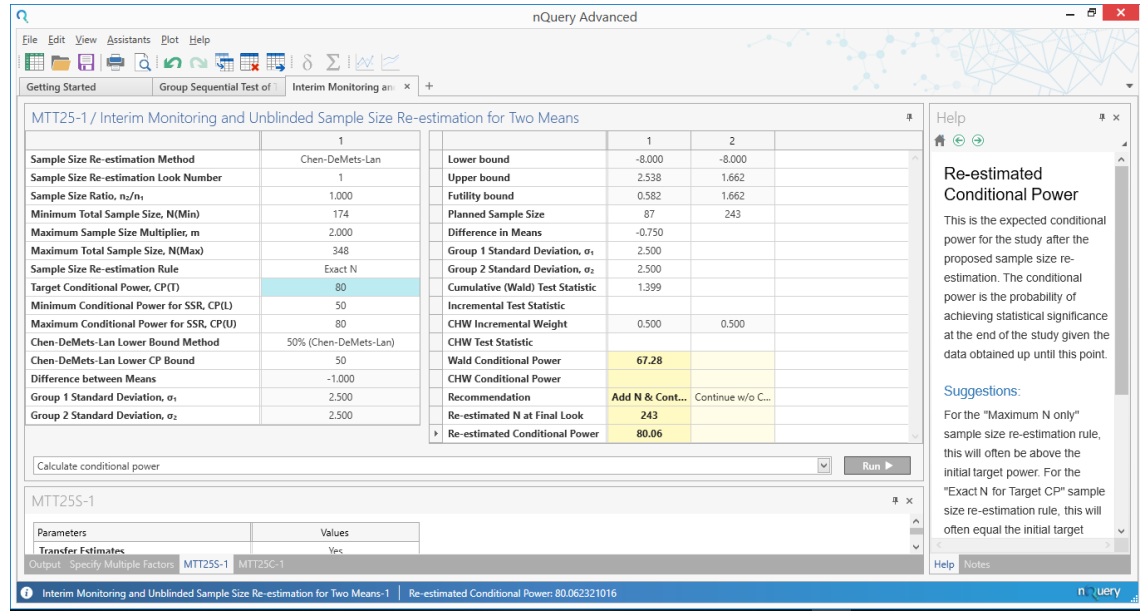 nQuery Advanced
File Edit View Assistants Plot Help
Getting Started Group Sequential Test of Interim Monitoring an × +
MTT25-1 / Interim Monitoring and Unblinded Sample Size Re-estimation for Two Means
1
Sample Size Re-estimation Method Chen-DeMets-Lan
Sample Size Re-estimation Look Number 1
Sample Size Ratio, n₂/n₁ 1.000
Minimum Total Sample Size, N(Min) 174
Maximum Sample Size Multiplier, m 2.000
Maximum Total Sample Size, N(Max) 348
Sample Size Re-estimation Rule Exact N
Target Conditional Power, CP(T) 80
Minimum Conditional Power for SSR, CP(L) 50
Maximum Conditional Power for SSR, CP(U) 80
Chen-DeMets-Lan Lower Bound Method 50% (Chen-DeMets-Lan)
Chen-DeMets-Lan Lower CP Bound 50
Difference between Means -1.000
Group 1 Standard Deviation, σ₁ 2.500
Group 2 Standard Deviation, σ₂ 2.500
1 2
Lower bound -8.000 -8.000
Upper bound 2.538 1.662
Futility bound 0.582 1.662
Planned Sample Size 87 243
Difference in Means -0.750
Group 1 Standard Deviation, σ₁ 2.500
Group 2 Standard Deviation, σ₂ 2.500
Cumulative (Wald) Test Statistic 1.399
Incremental Test Statistic
CHW Incremental Weight 0.500 0.500
CHW Test Statistic
Wald Conditional Power 67.28
CHW Conditional Power
Recommendation Add N & Cont... Continue w/o C...
Re-estimated N at Final Look 243
Re-estimated Conditional Power 80.06
Calculate conditional power Run
MTT25S-1
Parameters Values
Transfer Estimates Yes
Output Specify Multiple Factors MTT25S-1 MTT25C-1
Help
Re-estimated
Conditional Power
This is the expected conditional
power for the study after the
proposed sample size re-
estimation. The conditional
power is the probability of
achieving statistical significance
at the end of the study given the
data obtained up until this point.
Suggestions:
For the "Maximum N only"
sample size re-estimation rule,
this will often be above the
initial target power. For the
"Exact N for Target CP" sample
size re-estimation rule, this will
often equal the initial target
Help Notes
Interim Monitoring and Unblinded Sample Size Re-estimation for Two Means-1 Re-estimated Conditional Power: 80.062321016
nQuery